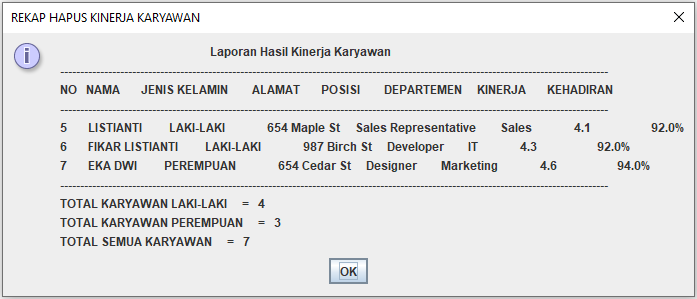 REKAP HAPUS KINERJA KARYAWAN
Laporan Hasil Kinerja Karyawan
NO NAMA JENIS KELAMIN ALAMAT POSISI DEPARTEMEN KINERJA KEHADIRAN
5 LISTIANTI LAKI-LAKI 654 Maple St Sales Representative Sales 4.1 92.0%
6 FIKAR LISTIANTI LAKI-LAKI 987 Birch St Developer IT 4.3 92.0%
7 EKA DWI PEREMPUAN 654 Cedar St Designer Marketing 4.6 94.0%
TOTAL KARYAWAN LAKI-LAKI = 4
TOTAL KARYAWAN PEREMPUAN = 3
TOTAL SEMUA KARYAWAN = 7
OK